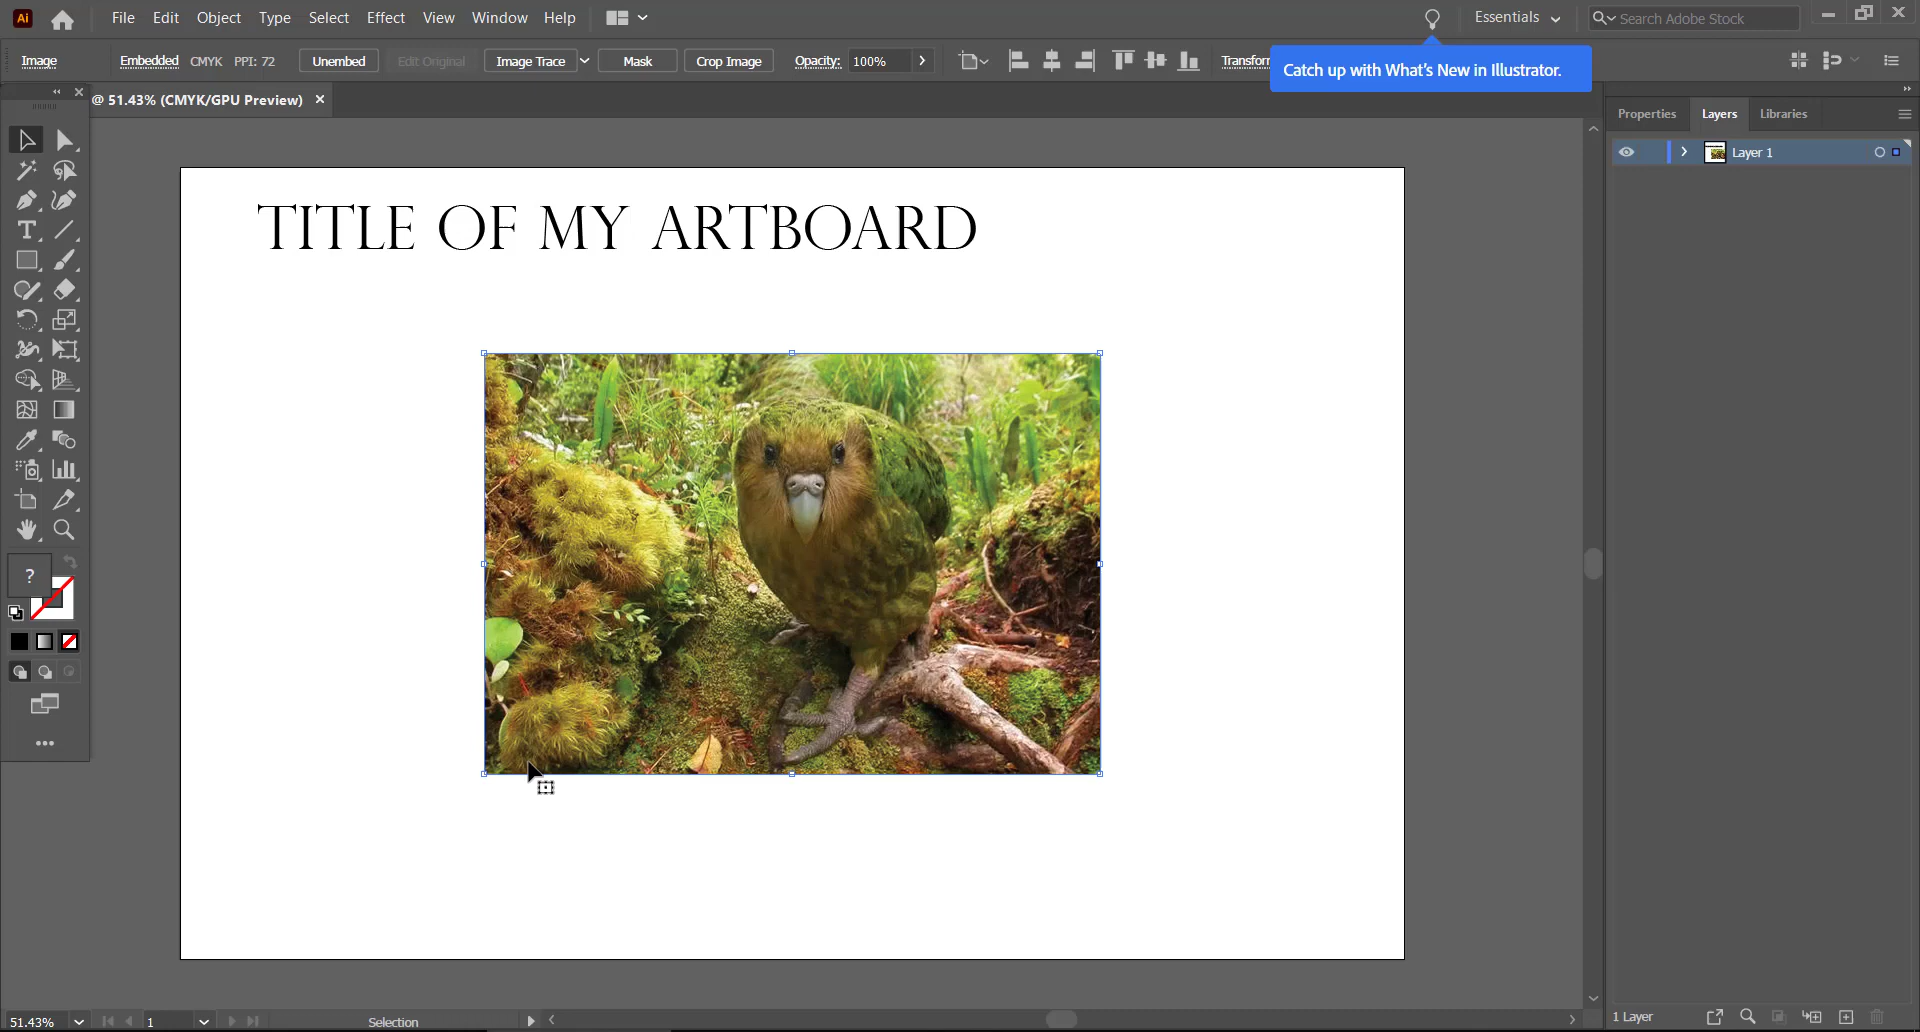 Ai File Edit Object Type Select Effect View Window Help Essentials Search Adobe Stock
Image Embedded CMYK PPI: 72 Unembed Edit Original Image Trace Mask Crop Image Opacity: 100% Transform
Catch up with What's New in Illustrator.
@ 51.43% (CMYK/GPU Preview) ×
Properties Layers Libraries
Layer 1
TITLE OF MY ARTBOARD
?
51.43% 1 Selection 1 Layer